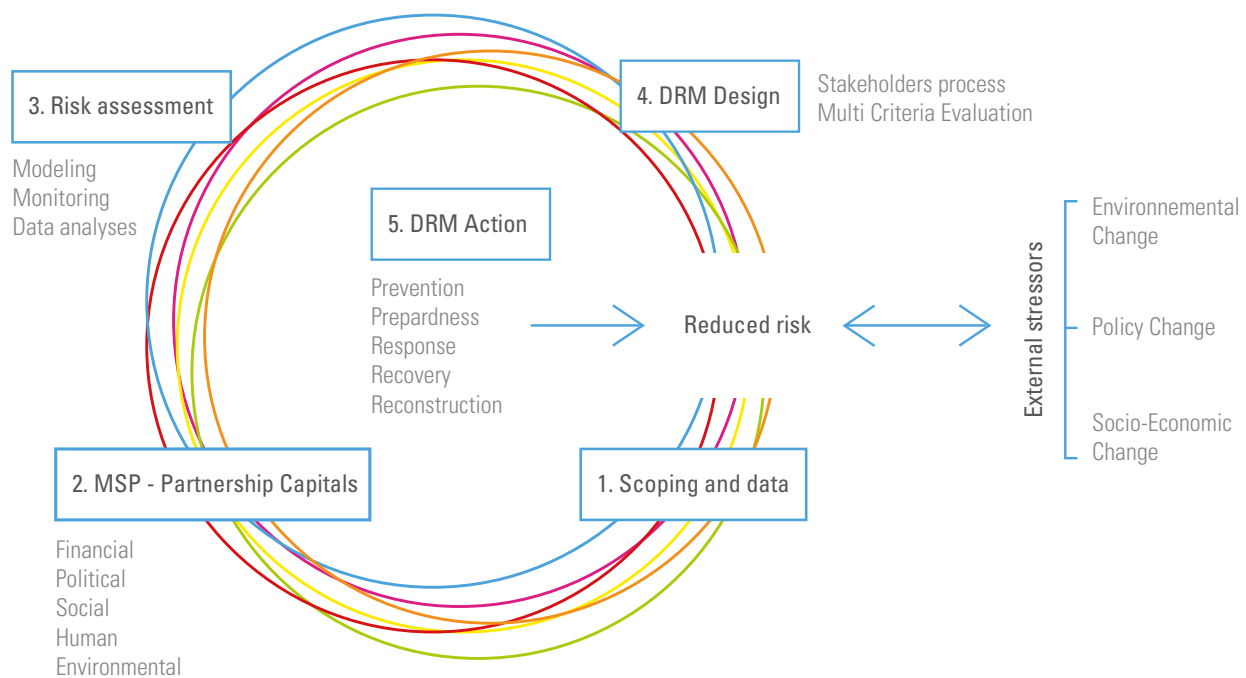 3. Risk assessment
Modeling
Monitoring
Data analyses
4. DRM Design
Stakeholders process
Multi Criteria Evaluation
5. DRM Action
Prevention
Prepardness
Response
Recovery
Reconstruction
Reduced risk
External stressors
Environnemental
Change
Policy Change
Socio-Economic
Change
2. MSP - Partnership Capitals
Financial
Political
Social
Human
Environmental
1. Scoping and data